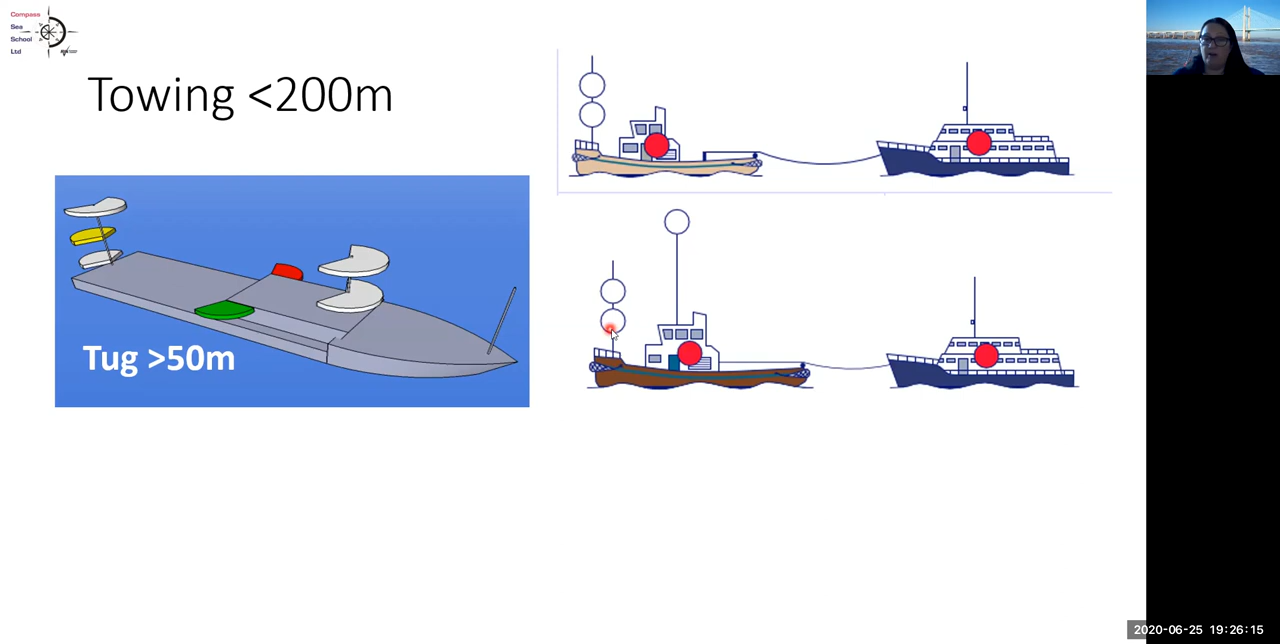 Compass
Sea
School
Ltd
Towing <200m
Tug >50m
2020-06-25 19:26:15